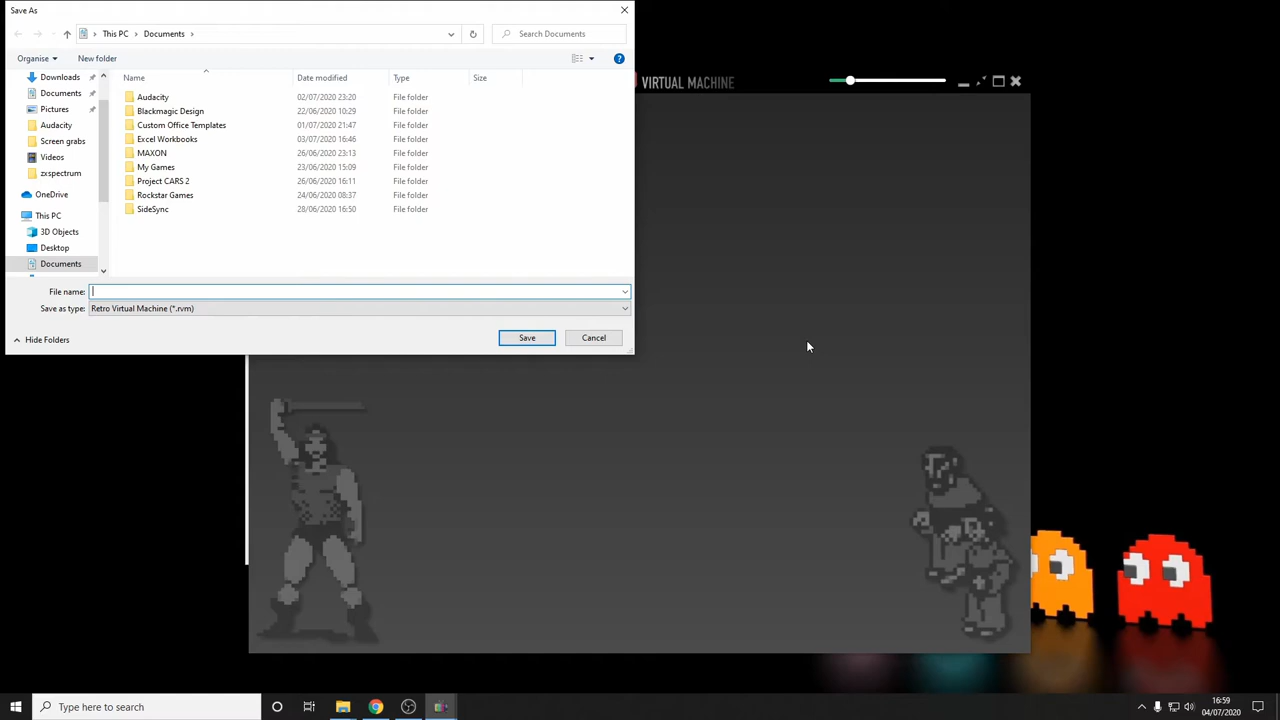 Save As
This PC
Documents
Search Documents
Organise
New folder
?
Downloads
Documents
Pictures
Audacity
Screen grabs
Videos
zxspectrum
OneDrive
This PC
3D Objects
Desktop
Documents
Name Date modified Type Size
Audacity 02/07/2020 23:20 File folder
Blackmagic Design 22/06/2020 10:29 File folder
Custom Office Templates 01/07/2020 21:47 File folder
Excel Workbooks 03/07/2020 16:46 File folder
MAXON 26/06/2020 23:13 File folder
My Games 23/06/2020 15:09 File folder
Project CARS 2 26/06/2020 16:11 File folder
Rockstar Games 24/06/2020 08:37 File folder
SideSync 28/06/2020 16:50 File folder
File name:
Save as type: Retro Virtual Machine (*.rvm)
Hide Folders
Save
Cancel
VIRTUAL MACHINE
Type here to search
16:59
04/07/2020